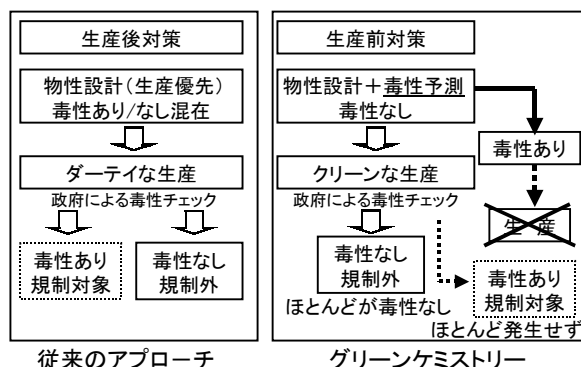 生産後対策
物性設計(生産優先)
毒性あり/なし混在
ダーテイな生産
政府による毒性チェック
毒性あり
規制対象
毒性なし
規制外
従来のアプローチ
生産前対策
物性設計＋毒性予測
毒性なし
毒性あり
クリーンな生産
政府による毒性チェック
生 産
毒性なし
規制外
ほとんどが毒性なし
毒性あり
規制対象
ほとんど発生せず
グリーンケミストリー